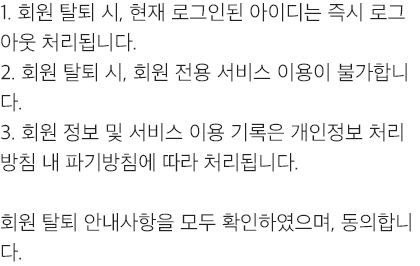 1. 회원 탈퇴 시, 현재 로그인된 아이디는 즉시 로그
아웃 처리됩니다.
2. 회원 탈퇴 시, 회원 전용 서비스 이용이 불가합니
다.
3. 회원 정보 및 서비스 이용 기록은 개인정보 처리
방침 내 파기방침에 따라 처리됩니다.

회원 탈퇴 안내사항을 모두 확인하였으며, 동의합니
다.